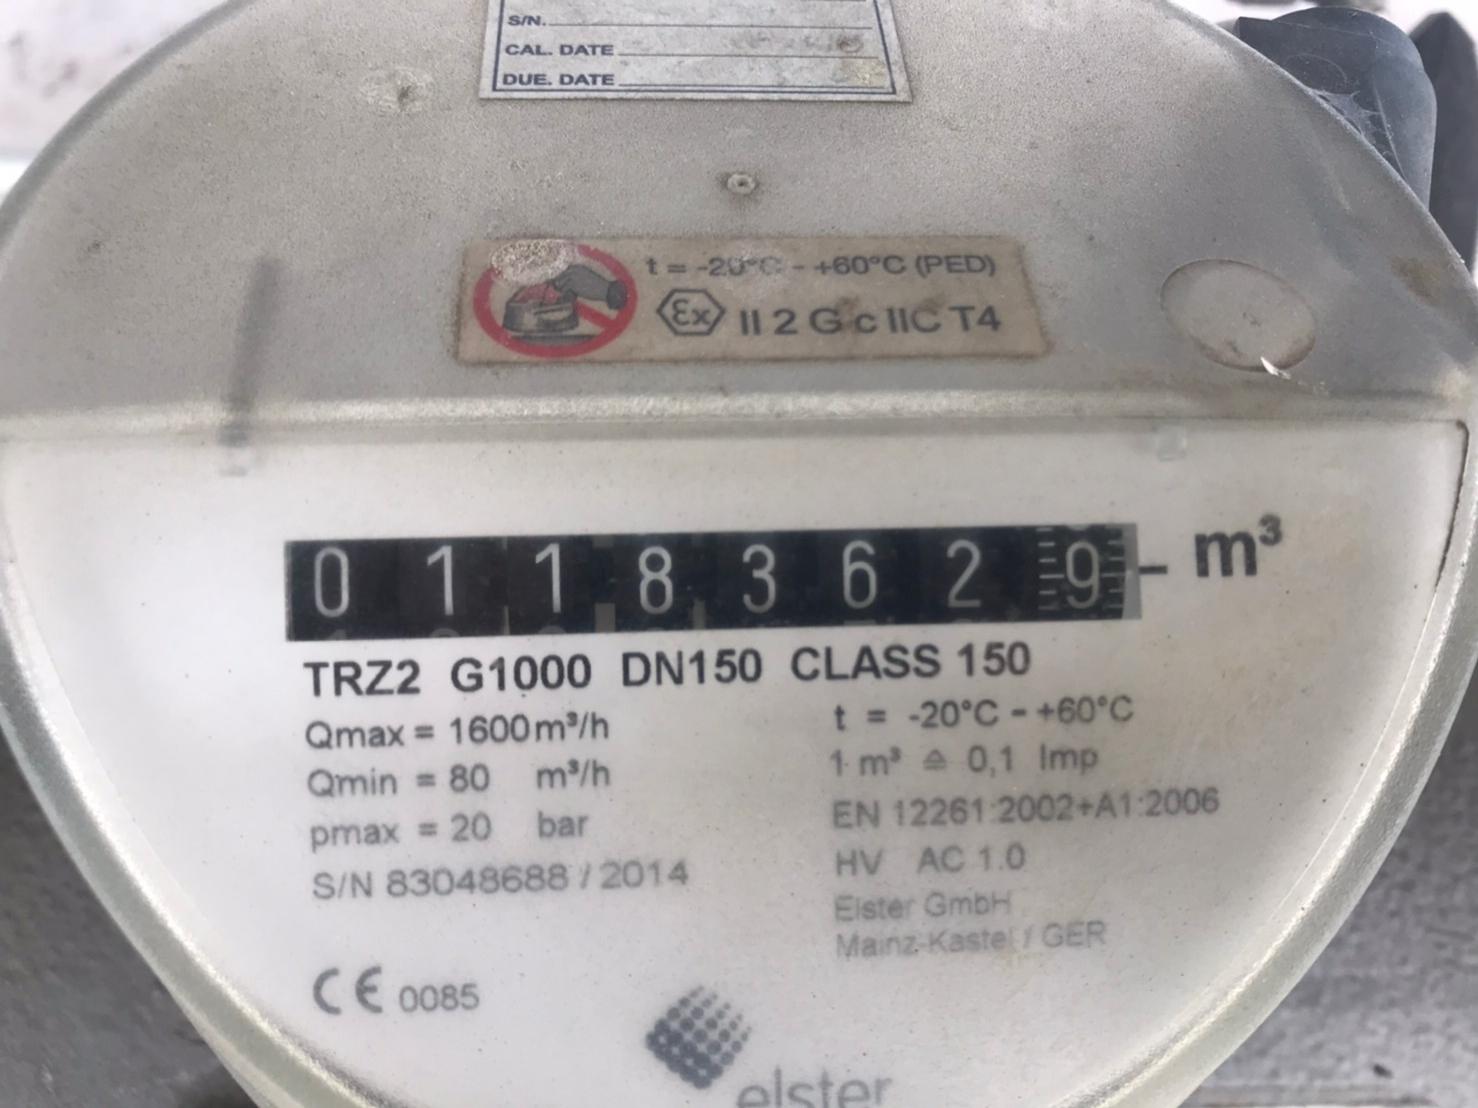 S/N.
CAL. DATE
DUE. DATE
t = -20°C - +60°C (PED)
Ex II 2 G c IIC T4
0 1 1 8 3 6 2 9 m³
TRZ2 G1000 DN150 CLASS 150
Qmax = 1600 m³/h
Qmin = 80 m³/h
pmax = 20 bar
S/N 83048688 / 2014
t = -20°C - +60°C
1 m³ ≙ 0,1 Imp
EN 12261:2002+A1:2006
HV AC 1.0
Elster GmbH
Mainz-Kastel / GER
CE 0085
elster